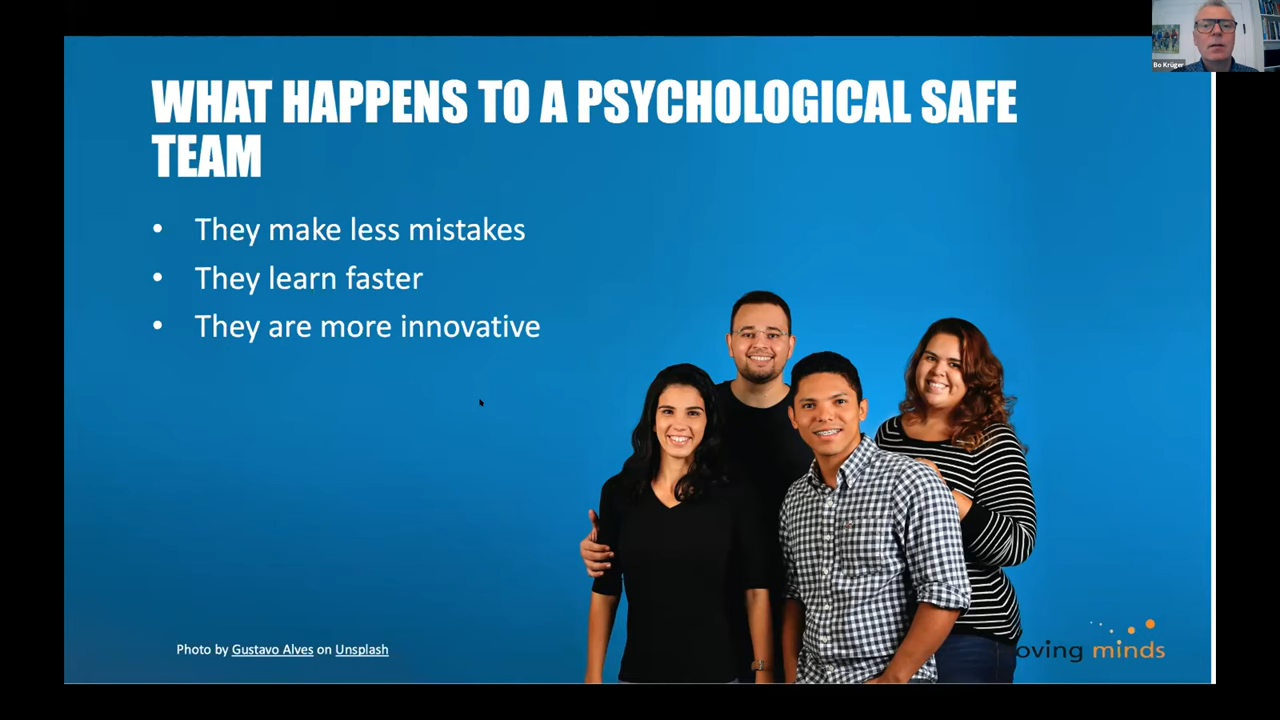 Bo Krüger
WHAT HAPPENS TO A PSYCHOLOGICAL SAFE
TEAM
• They make less mistakes
• They learn faster
• They are more innovative
Photo by Gustavo Alves on Unsplash
oving minds